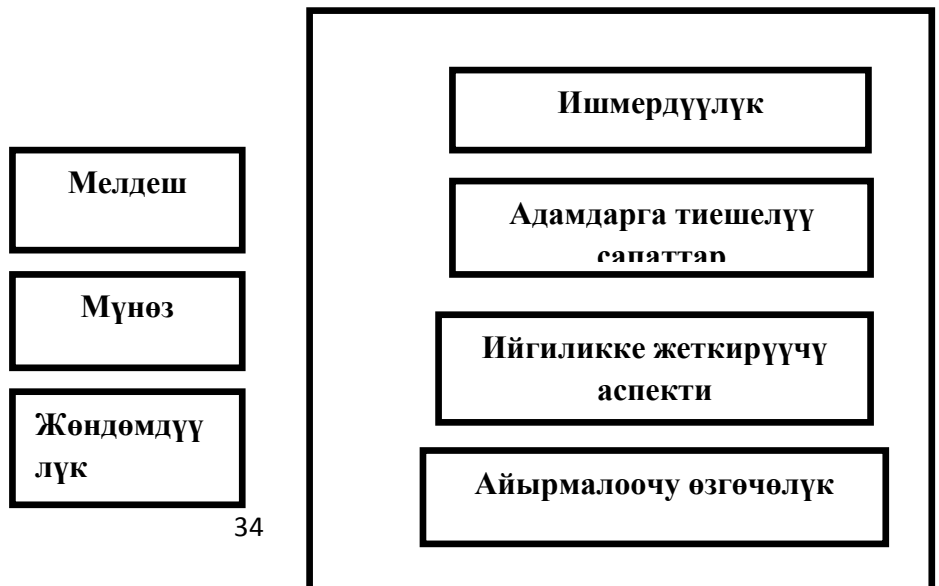 Мелдеш
Мүнөз
Жөндөмдүү
лүк
34
Ишмердүүлүк
Адамдарга тиешелүү
сапаттар
Ийгиликке жеткирүүчү
аспекти
Айырмалоочу өзгөчөлүк